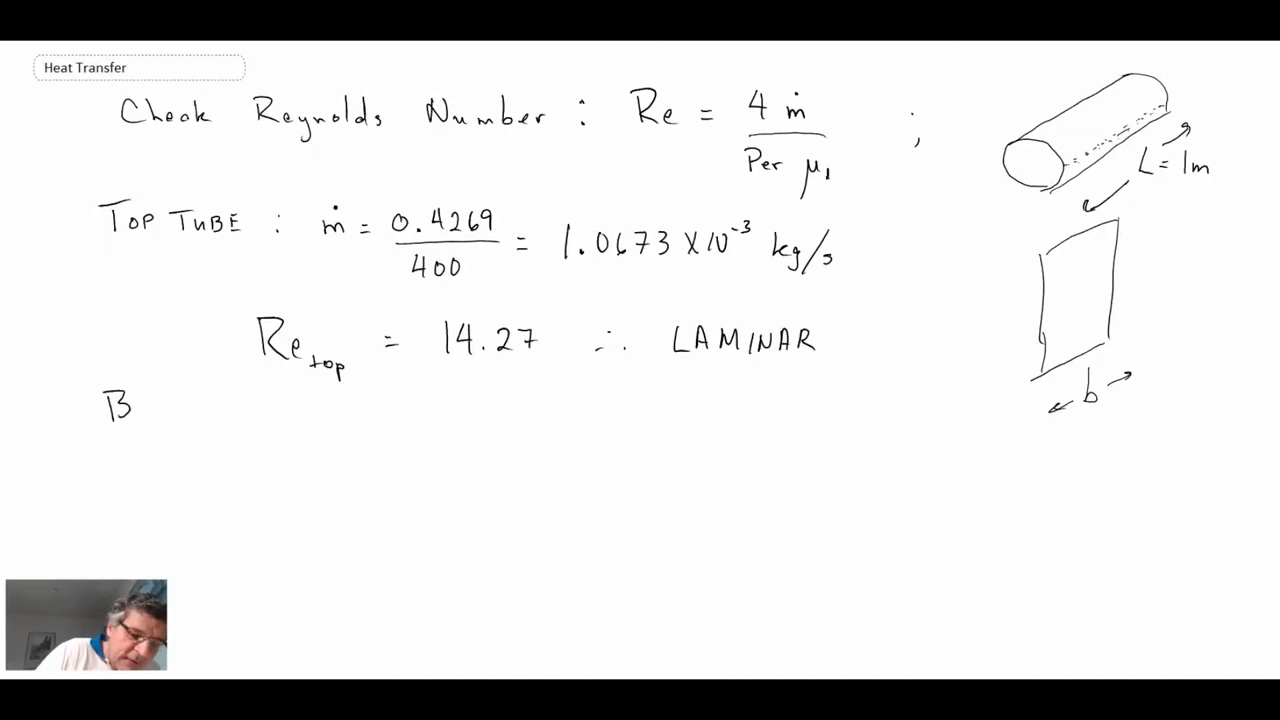 Heat Transfer
Check Reynolds Number : Re = 4 ṁ / Per μ₁ ;
L = 1m
TOP TUBE : ṁ = 0.4269 / 400 = 1.0673 X 10⁻³ kg/s
Re top = 14.27 ∴ LAMINAR
b
B